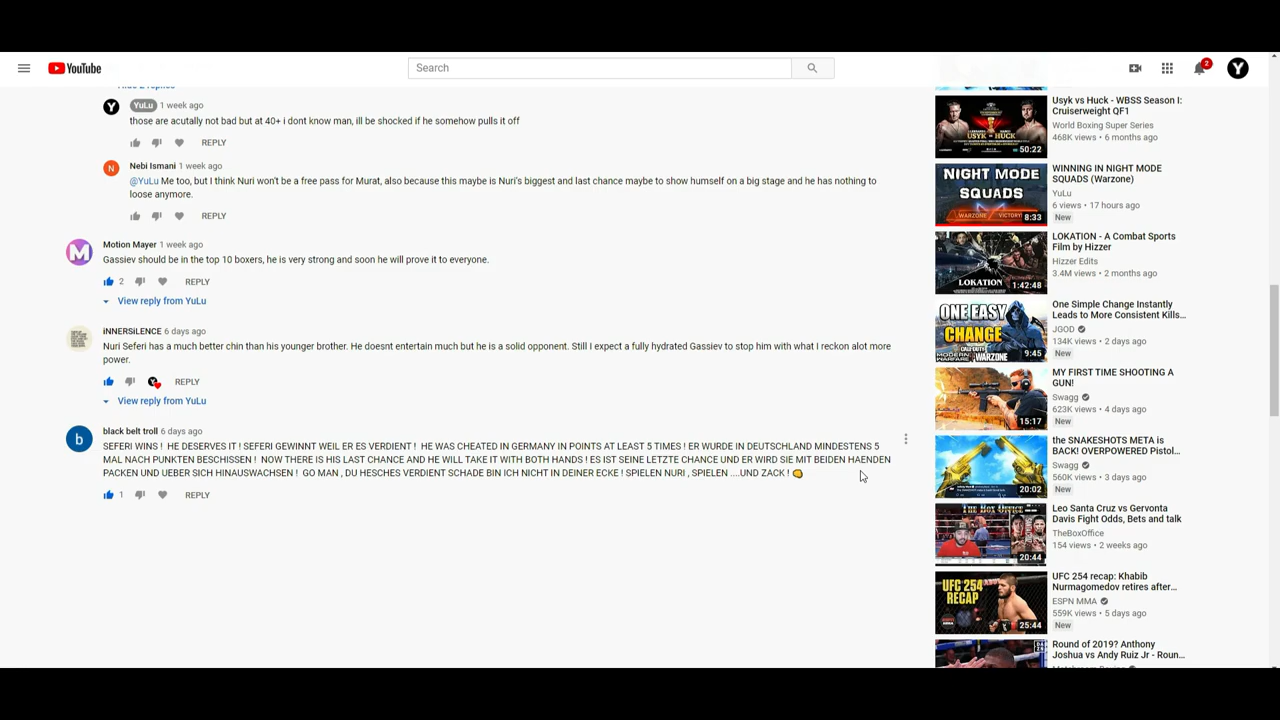 YouTube
Search
2
Y
Hide 2 replies
Y
YuLu 1 week ago
those are acutally not bad but at 40+ i dont know man, ill be shocked if he somehow pulls it off
REPLY
N
Nebi Ismani 1 week ago
@YuLu Me too, but I think Nuri won't be a free pass for Murat, also because this maybe is Nuri's biggest and last chance maybe to show humself on a big stage and he has nothing to
loose anymore.
REPLY
M
Motion Mayer 1 week ago
Gassiev should be in the top 10 boxers, he is very strong and soon he will prove it to everyone.
2 REPLY
View reply from YuLu
iNNERSiLENCE 6 days ago
Nuri Seferi has a much better chin than his younger brother. He doesnt entertain much but he is a solid opponent. Still I expect a fully hydrated Gassiev to stop him with what I reckon alot more
power.
REPLY
View reply from YuLu
b
black belt troll 6 days ago
SEFERI WINS ! HE DESERVES IT ! SEFERI GEWINNT WEIL ER ES VERDIENT ! HE WAS CHEATED IN GERMANY IN POINTS AT LEAST 5 TIMES ! ER WURDE IN DEUTSCHLAND MINDESTENS 5
MAL NACH PUNKTEN BESCHISSEN ! NOW THERE IS HIS LAST CHANCE AND HE WILL TAKE IT WITH BOTH HANDS ! ES IST SEINE LETZTE CHANCE UND ER WIRD SIE MIT BEIDEN HAENDEN
PACKEN UND UEBER SICH HINAUSWACHSEN ! GO MAN , DU HESCHES VERDIENT SCHADE BIN ICH NICHT IN DEINER ECKE ! SPIELEN NURI , SPIELEN ....UND ZACK !
1 REPLY
USYK HUCK
50:22
Usyk vs Huck - WBSS Season I:
Cruiserweight QF1
World Boxing Super Series
468K views • 6 months ago
NIGHT MODE
SQUADS
WARZONE VICTORY!
8:33
WINNING IN NIGHT MODE
SQUADS (Warzone)
YuLu
6 views • 17 hours ago
New
LOKATION
1:42:48
LOKATION - A Combat Sports
Film by Hizzer
Hizzer Edits
3.4M views • 2 months ago
ONE EASY
CHANGE
MODERN
WARFARE
WARZONE
9:45
One Simple Change Instantly
Leads to More Consistent Kills...
JGOD
134K views • 2 days ago
New
15:17
MY FIRST TIME SHOOTING A
GUN!
Swagg
623K views • 4 days ago
New
20:02
the SNAKESHOTS META is
BACK! OVERPOWERED Pistol...
Swagg
560K views • 3 days ago
New
THE BOX OFFICE
20:44
Leo Santa Cruz vs Gervonta
Davis Fight Odds, Bets and talk
TheBoxOffice
154 views • 2 weeks ago
UFC 254
RECAP
25:44
UFC 254 recap: Khabib
Nurmagomedov retires after...
ESPN MMA
559K views • 5 days ago
New
Round of 2019? Anthony
Joshua vs Andy Ruiz Jr - Roun...